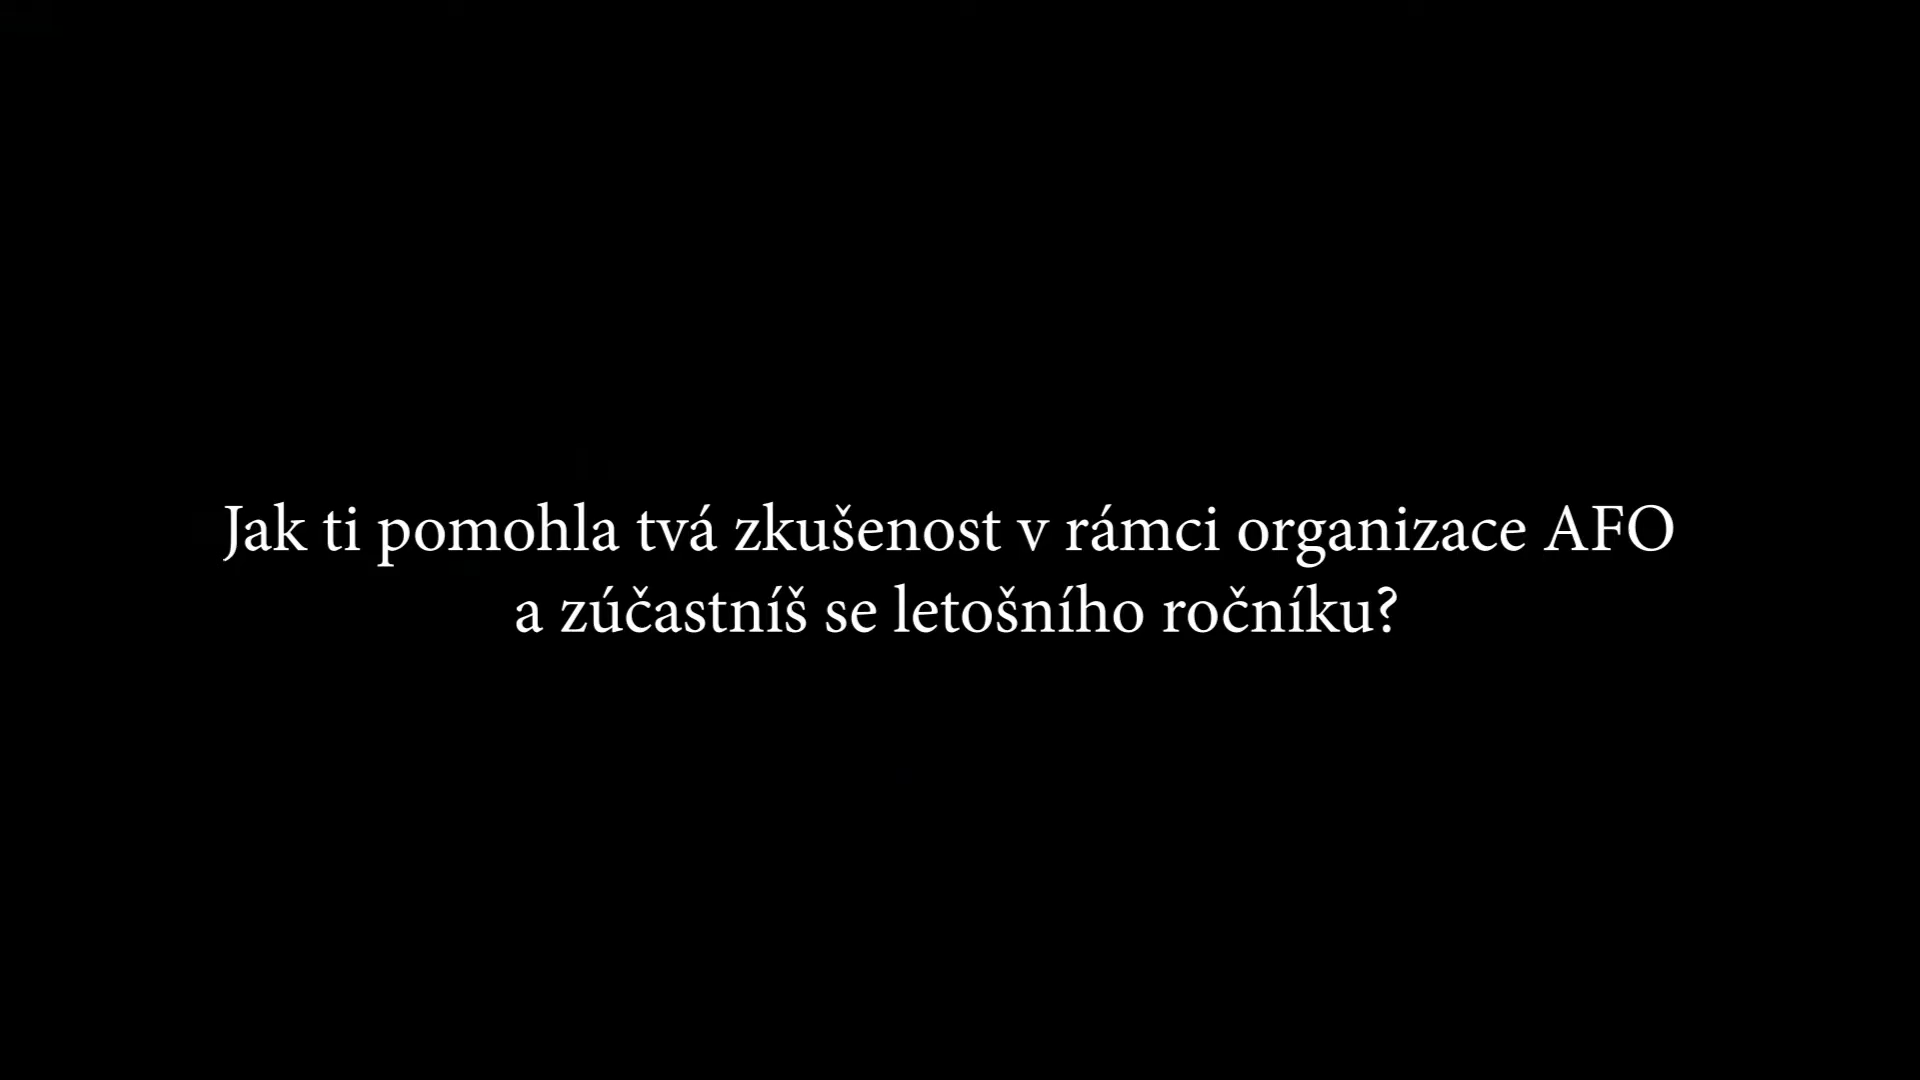 Jak ti pomohla tvá zkušenost v rámci organizace AFO
a zúčastníš se letošního ročníku?